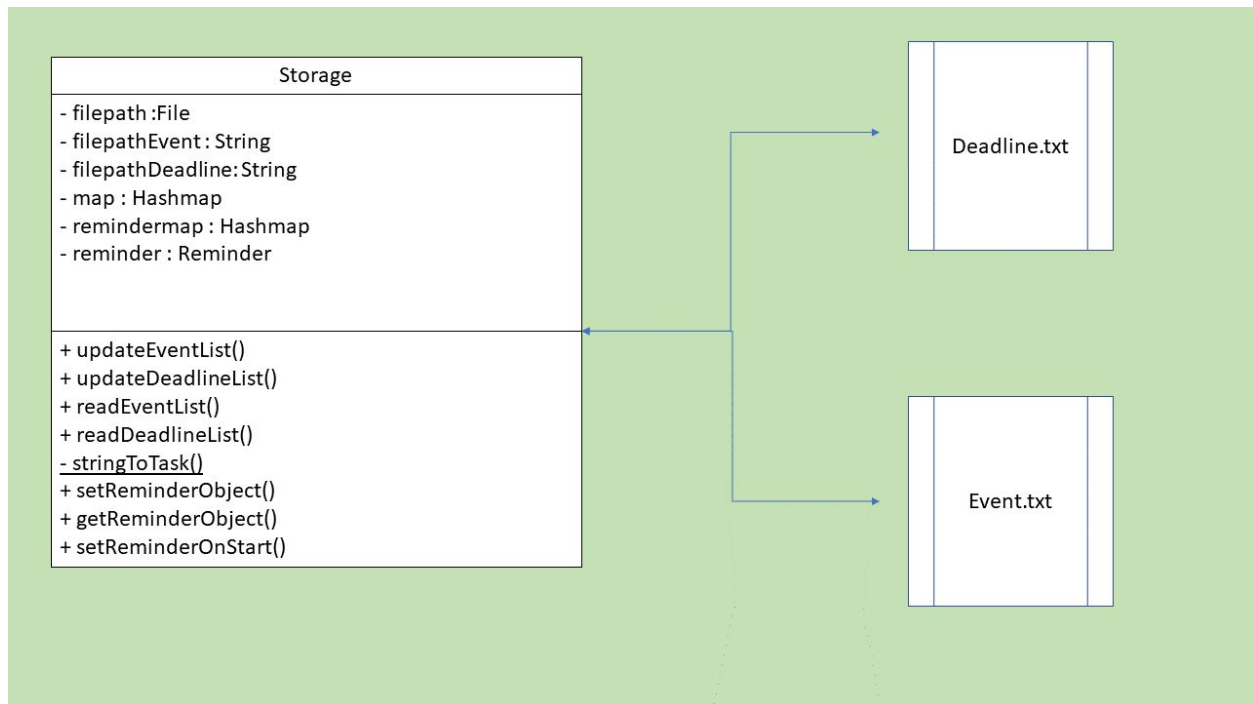 Storage
- filepath :File
- filepathEvent : String
- filepathDeadline: String
- map : Hashmap
- remindermap : Hashmap
- reminder : Reminder
+ updateEventList()
+ updateDeadlineList()
+ readEventList()
+ readDeadlineList()
- stringToTask()
+ setReminderObject()
+ getReminderObject()
+ setReminderOnStart()
Deadline.txt
Event.txt